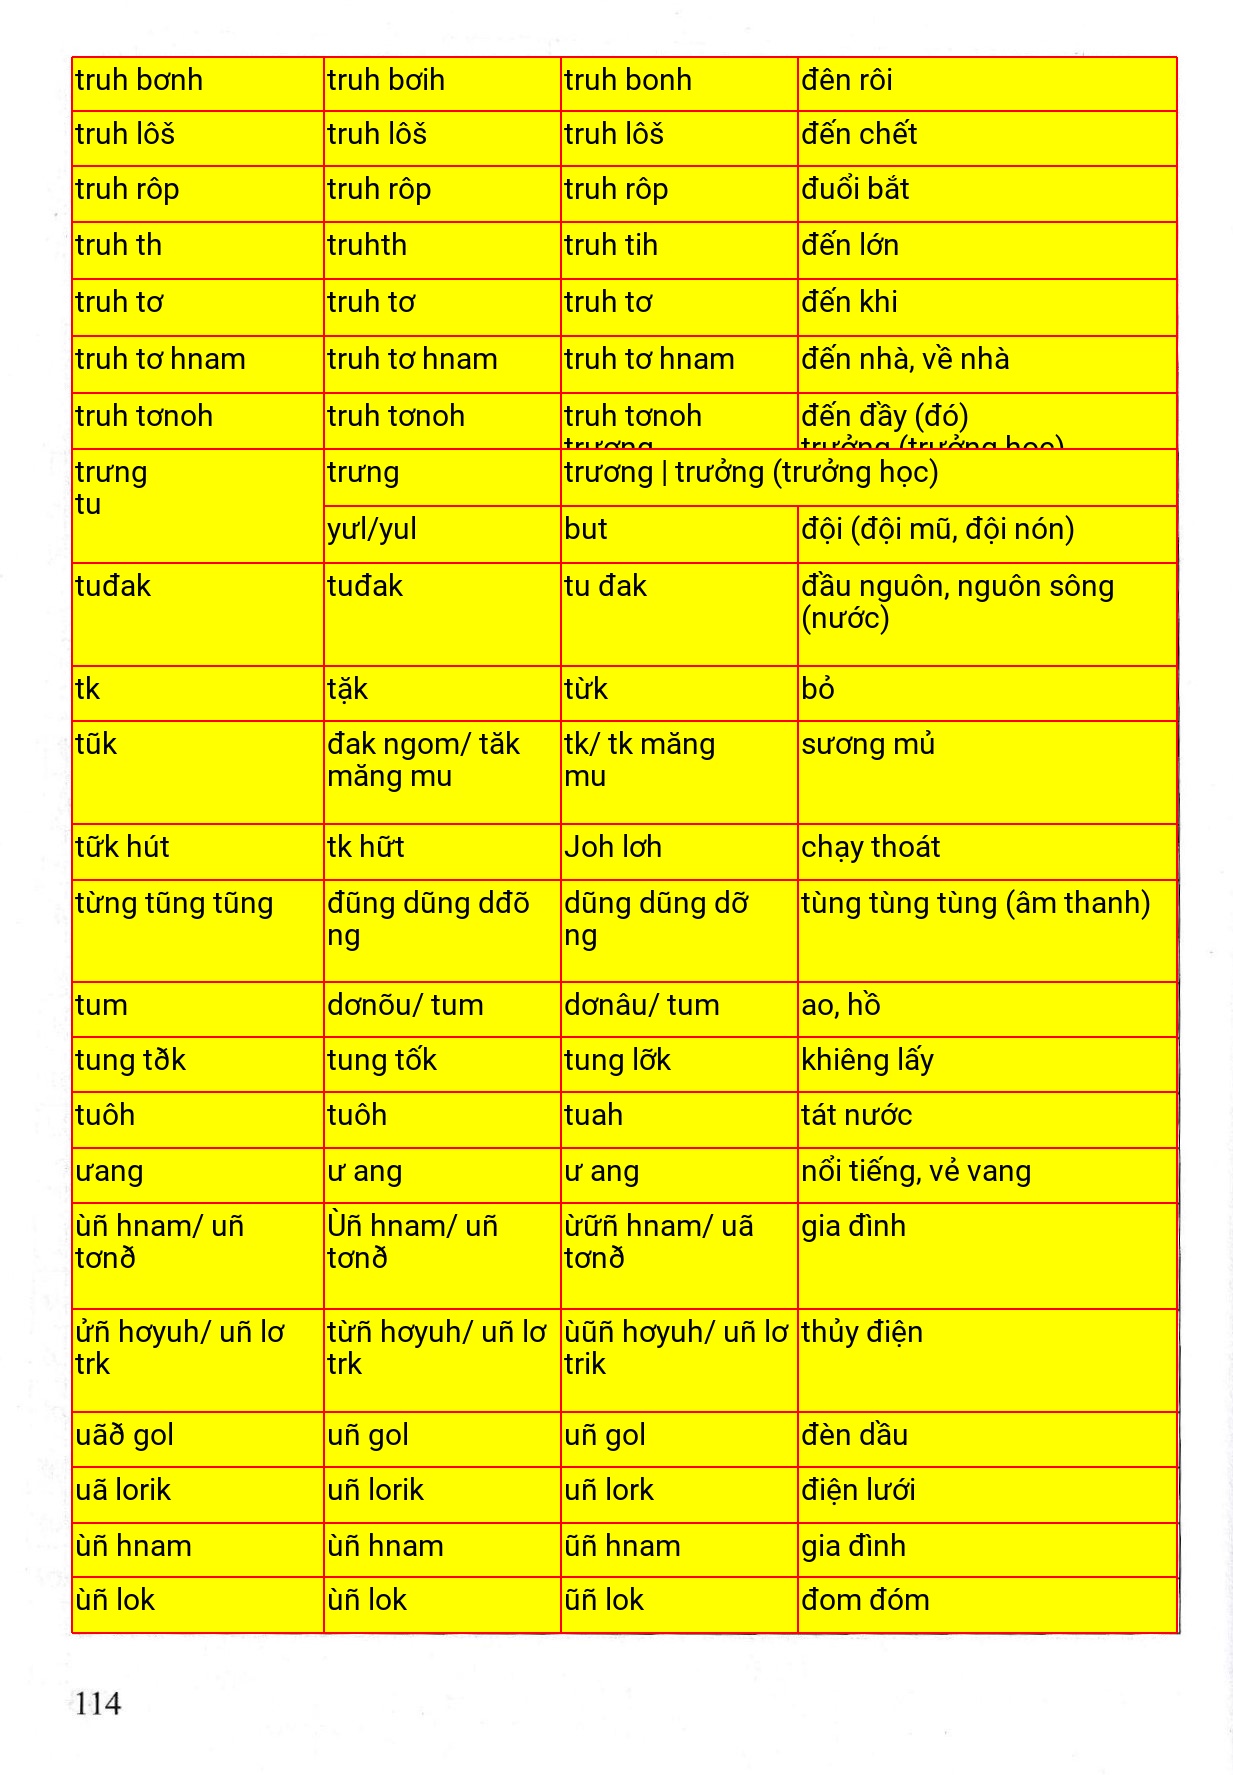 truh bơnh truh bơih truh bonh đên rôi
truh lôš truh lôš truh lôš đến chết
truh rôp truh rôp truh rôp đuổi bắt
truh th truhth truh tih đến lớn
truh tơ truh tơ truh tơ đến khi
truh tơ hnam truh tơ hnam truh tơ hnam đến nhà, về nhà
truh tơnoh truh tơnoh truh tơnoh đến đầy (đó)
trương trưởng (trưởng học)
trưng trưng trương | trưởng (trưởng học)
tu
yưl/yul but đội (đội mũ, đội nón)
tuđak tuđak tu đak đầu nguôn, nguôn sông
(nước)
tk tặk từk bỏ
tũk đak ngom/ tăk tk/ tk măng sương mủ
măng mu mu
tữk hút tk hữt Joh lơh chạy thoát
từng tũng tũng đũng dũng dđõ dũng dũng dỡ tùng tùng tùng (âm thanh)
ng ng
tum dơnõu/ tum dơnâu/ tum ao, hồ
tung tðk tung tốk tung lỡk khiêng lấy
tuôh tuôh tuah tát nước
ưang ư ang ư ang nổi tiếng, vẻ vang
ùñ hnam/ uñ Ùñ hnam/ uñ ừữñ hnam/ uã gia đình
tơnð tơnð tơnð
ửñ hơyuh/ uñ lơ từñ hơyuh/ uñ lơ ùũñ hơyuh/ uñ lơ thủy điện
trk trk trik
uãð gol uñ gol uñ gol đèn dầu
uã lorik uñ lorik uñ lork điện lưới
ùñ hnam ùñ hnam ũñ hnam gia đình
ùñ lok ùñ lok ũñ lok đom đóm
114